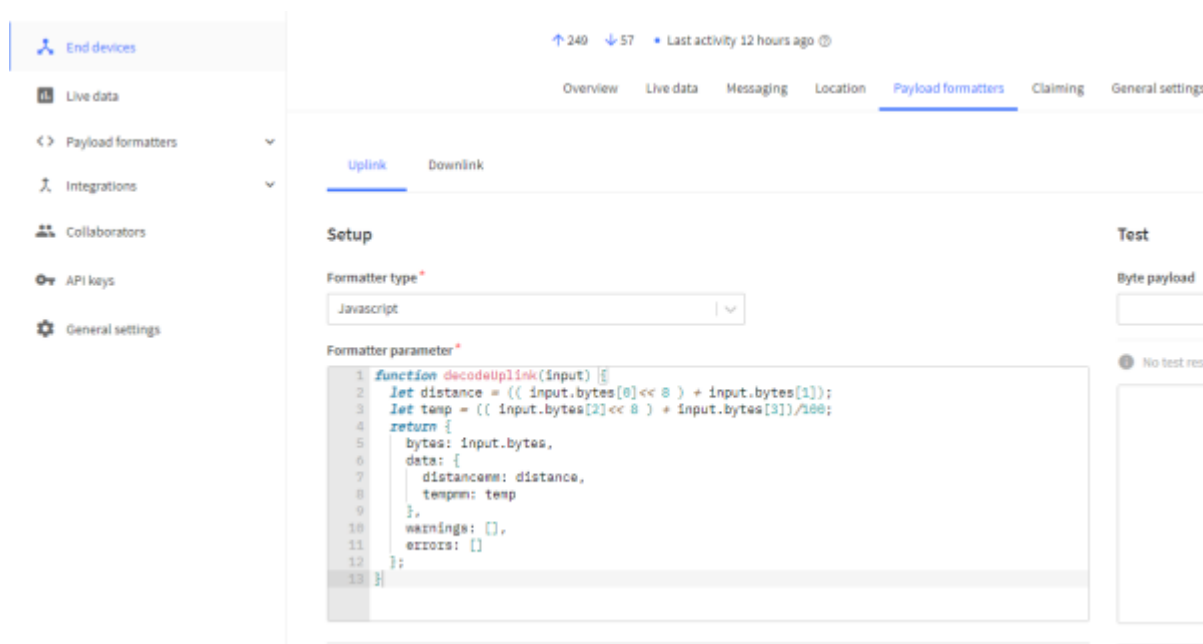 End devices
Live data
Payload formatters
Integrations
Collaborators
API keys
General settings
249 57 • Last activity 12 hours ago
Overview Live data Messaging Location Payload formatters Claiming General settings
Uplink Downlink
Setup
Formatter type*
Javascript
Formatter parameter*
1 function decodeUplink(input) {
2 let distance = (( input.bytes[0]<< 8 ) + input.bytes[1]);
3 let temp = (( input.bytes[2]<< 8 ) + input.bytes[3])/100;
4 return {
5 bytes: input.bytes,
6 data: {
7 distancemm: distance,
8 tempmm: temp
9 },
10 warnings: [],
11 errors: []
12 };
13 }
Test
Byte payload
No test res